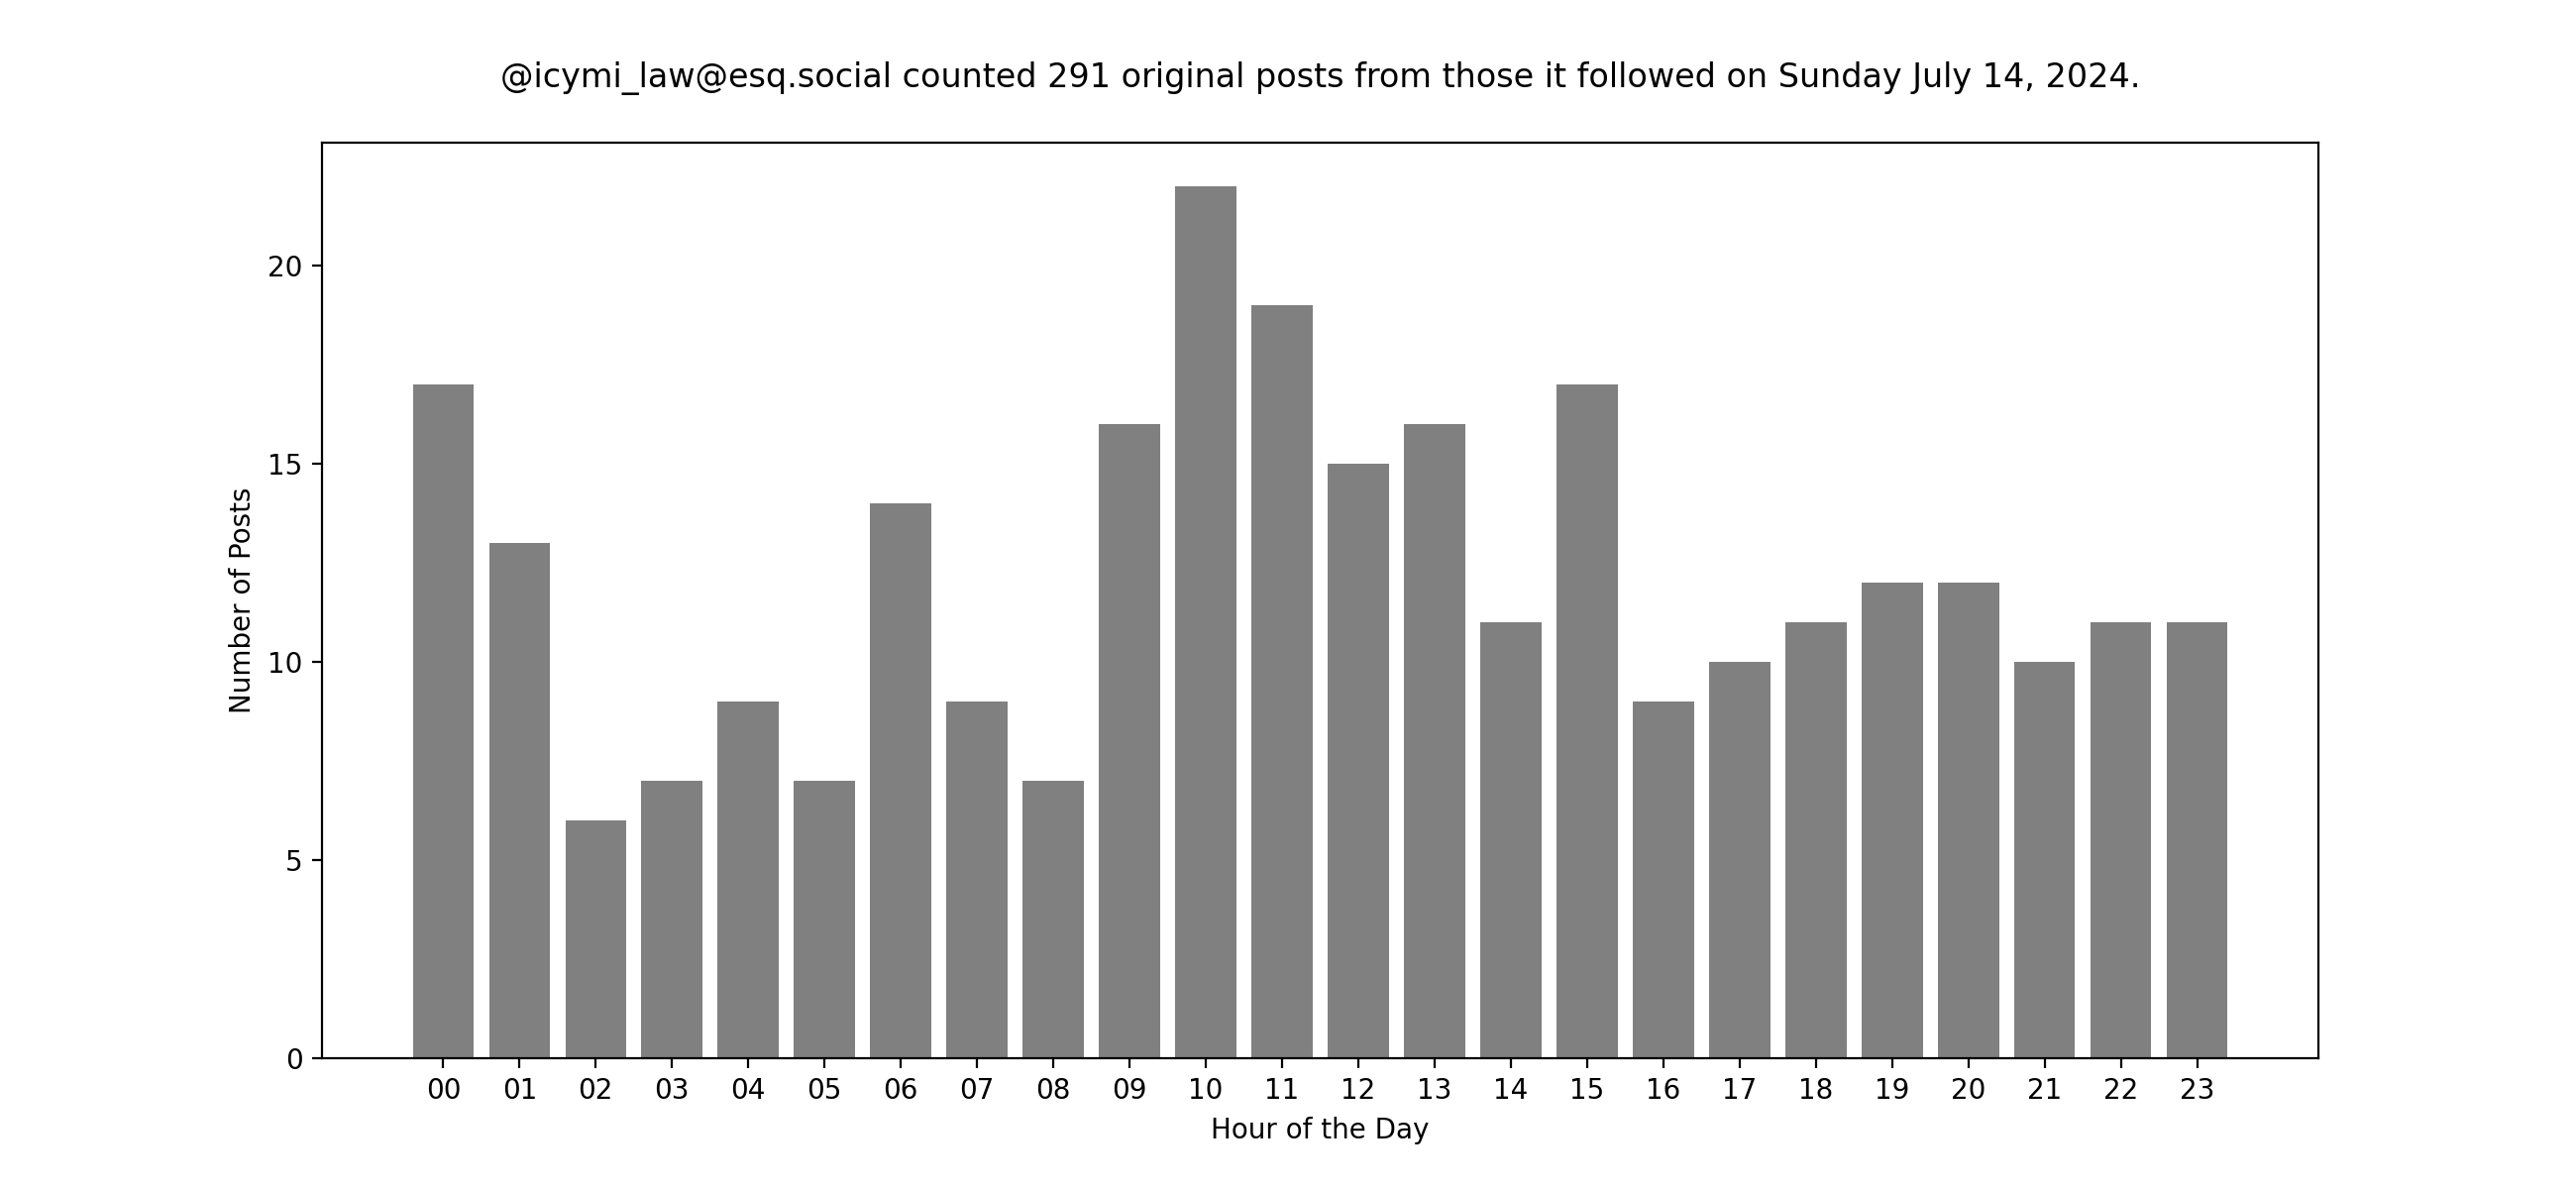 @icymi_law@esq.social counted 291 original posts from those it followed on Sunday July 14, 2024.
20
15
10
5
0
Number of Posts
00 01 02 03 04 05 06 07 08 09 10 11 12 13 14 15 16 17 18 19 20 21 22 23
Hour of the Day